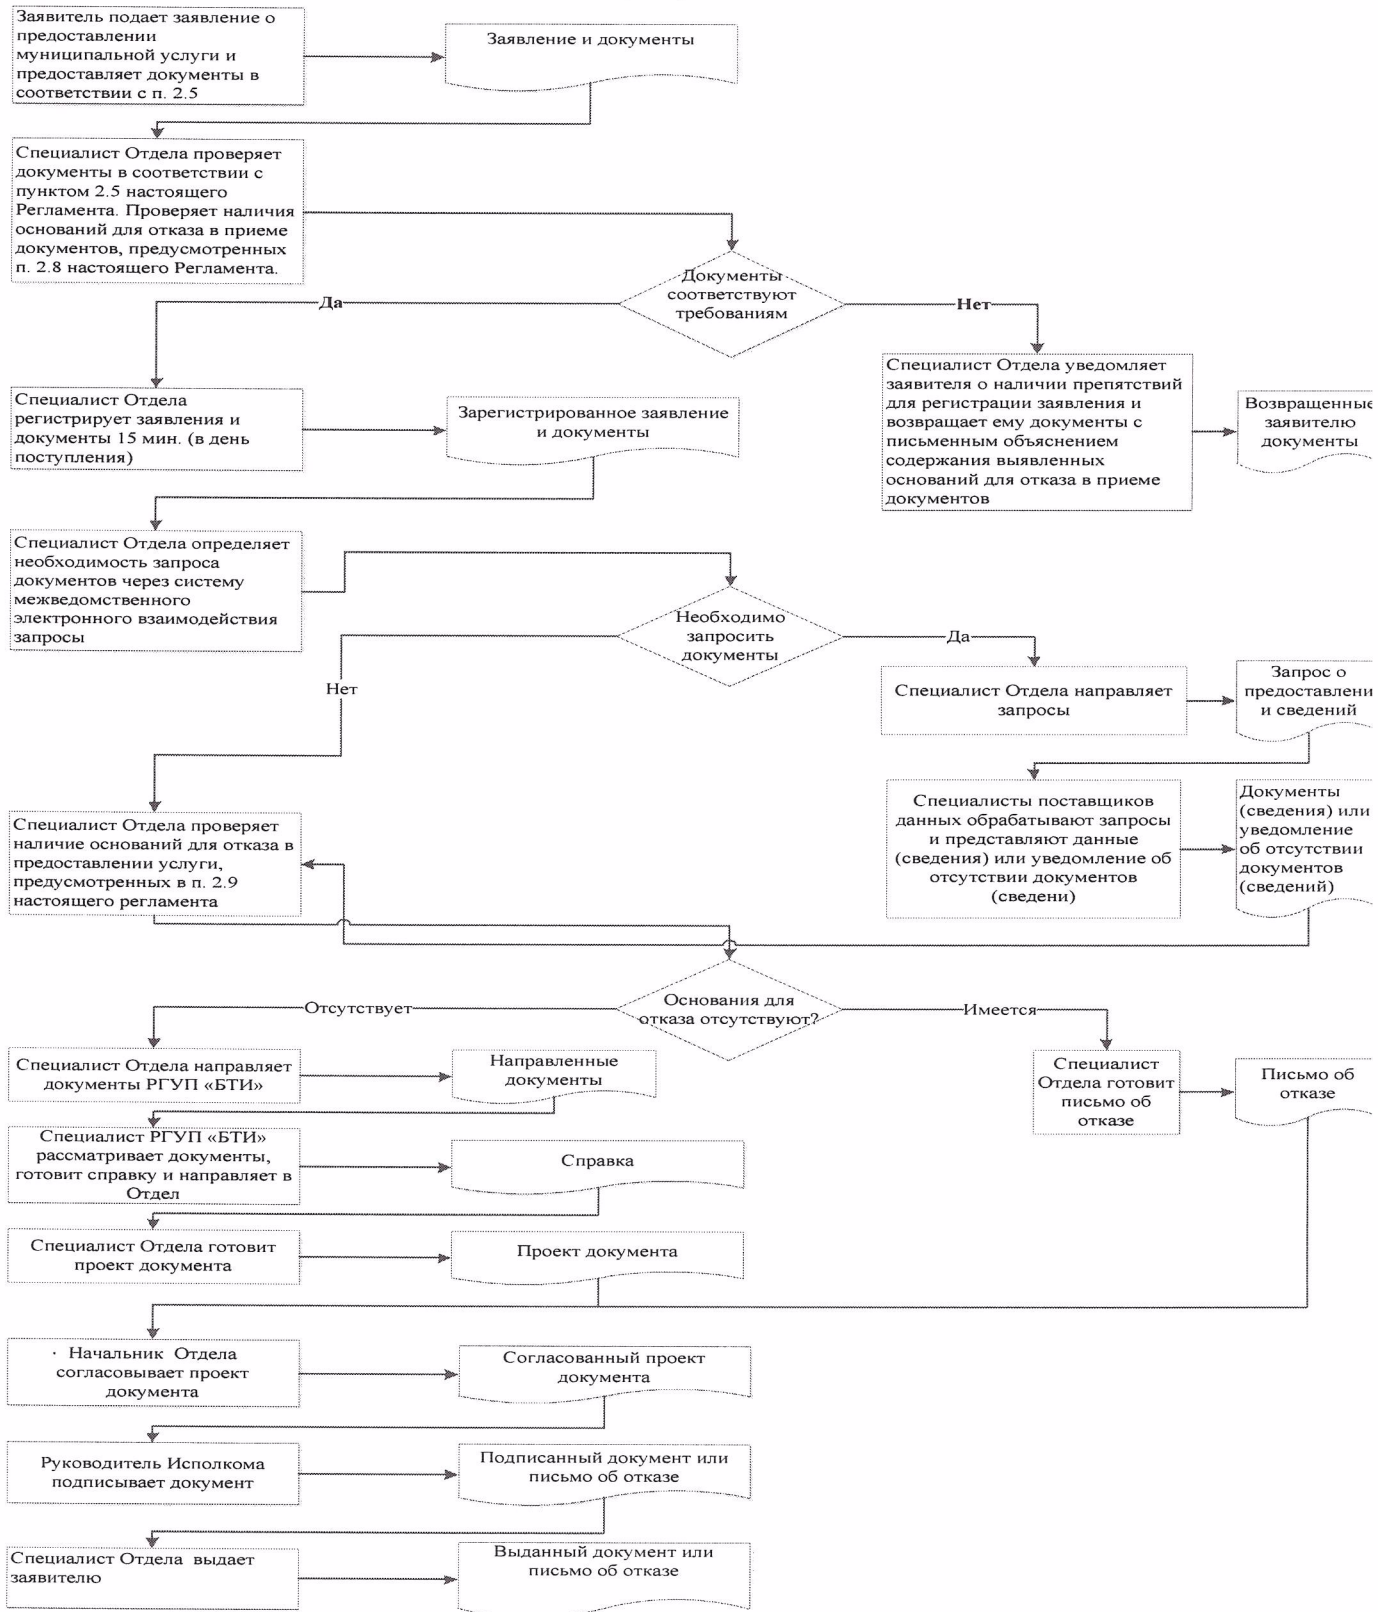 Заявитель подает заявление о
предоставлении
муниципальной услуги и
предоставляет документы в
соответствии с п. 2.5
Заявление и документы
Специалист Отдела проверяет
документы в соответствии с
пунктом 2.5 настоящего
Регламента. Проверяет наличия
оснований для отказа в приеме
документов, предусмотренных
п. 2.8 настоящего Регламента.
Документы
соответствуют
требованиям
Да
Нет
Специалист Отдела
регистрирует заявления и
документы 15 мин. (в день
поступления)
Зарегистрированное заявление
и документы
Специалист Отдела уведомляет
заявителя о наличии препятствий
для регистрации заявления и
возвращает ему документы с
письменным объяснением
содержания выявленных
оснований для отказа в приеме
документов
Возвращенные
заявителю
документы
Специалист Отдела определяет
необходимость запроса
документов через систему
межведомственного
электронного взаимодействия
запросы
Необходимо
запросить
документы
Да
Нет
Специалист Отдела направляет
запросы
Запрос о
предоставлени
и сведений
Специалисты поставщиков
данных обрабатывают запросы
и представляют данные
(сведения) или уведомление об
отсутствии документов
(сведени)
Документы
(сведения) или
уведомление
об отсутствии
документов
(сведений)
Специалист Отдела проверяет
наличие оснований для отказа в
предоставлении услуги,
предусмотренных в п. 2.9
настоящего регламента
Основания для
отказа отсутствуют?
Отсутствует
Имеется
Специалист Отдела направляет
документы РГУП «БТИ»
Направленные
документы
Специалист
Отдела готовит
письмо об
отказе
Письмо об
отказе
Специалист РГУП «БТИ»
рассматривает документы,
готовит справку и направляет в
Отдел
Справка
Специалист Отдела готовит
проект документа
Проект документа
· Начальник Отдела
согласовывает проект
документа
Согласованный проект
документа
Руководитель Исполкома
подписывает документ
Подписанный документ или
письмо об отказе
Специалист Отдела выдает
заявителю
Выданный документ или
письмо об отказе